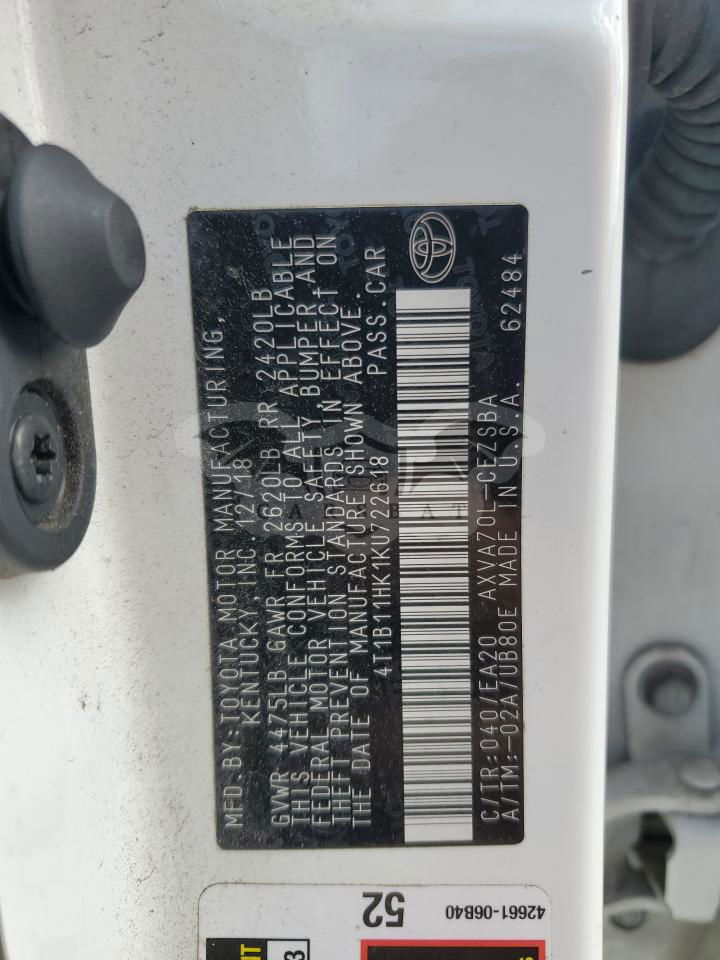 MFD.BY:TOYOTA MOTOR MANUFACTURING,
KENTUCKY INC. 12/18
GVWR 4475LB GAWR FR 2620LB RR 2420LB
THIS VEHICLE CONFORMS TO ALL APPLICABLE
FEDERAL MOTOR VEHICLE SAFETY, BUMPER AND
THEFT PREVENTION STANDARDS IN EFFECT ON
THE DATE OF MANUFACTURE SHOWN ABOVE.
4T1B11HK1KU722618 PASS.CAR
C/TR:040/EA20 AXVA70L-CEZSBA
A/TM:-02A/UB80E MADE IN U.S.A. 62484
52
42661-06B40